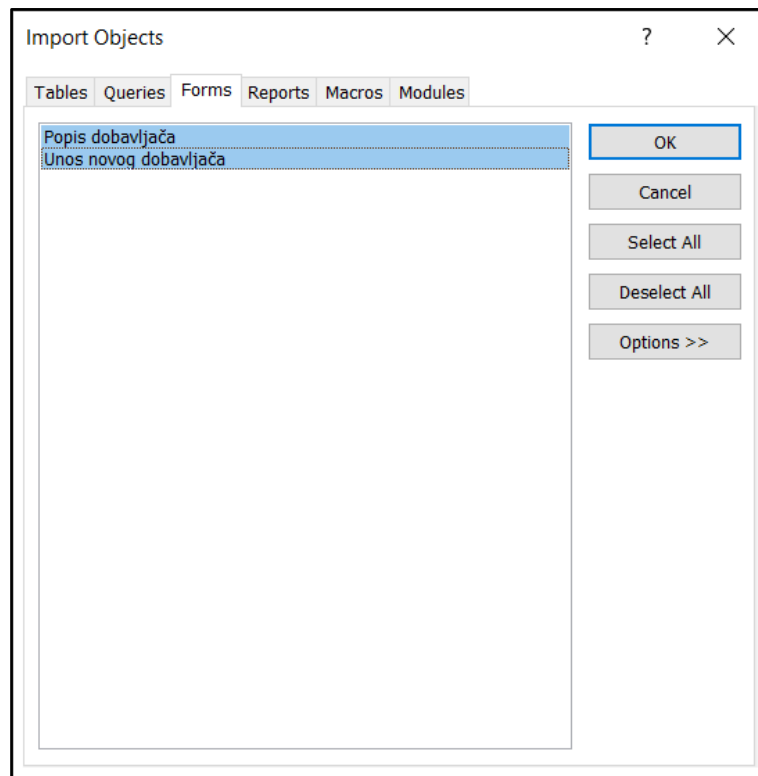 Import Objects
?
Tables Queries Forms Reports Macros Modules
Popis dobavljača
Unos novog dobavljača
OK
Cancel
Select All
Deselect All
Options >>